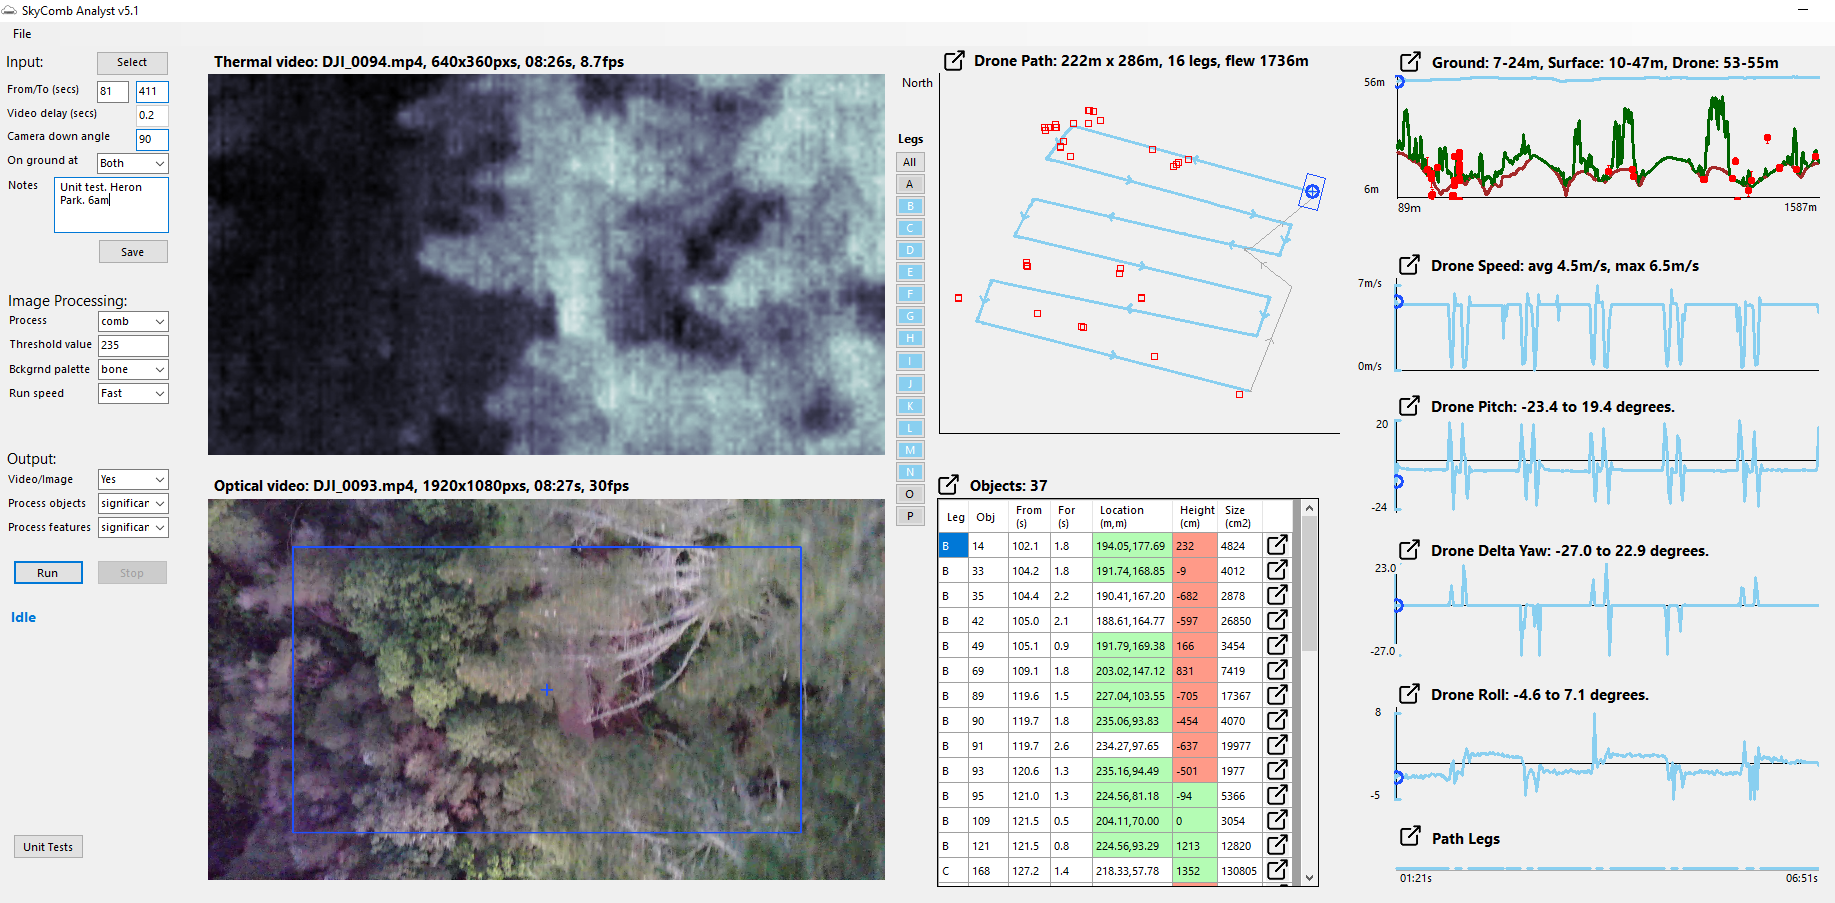 SkyComb Analyst v5.1
File
Input:
Select
From/To (secs)
81
411
Video delay (secs)
0.2
Camera down angle
90
On ground at
Both
Notes
Unit test. Heron
Park. 6am
Save
Image Processing:
Process
comb
Threshold value
235
Bckgrnd palette
bone
Run speed
Fast
Output:
Video/Image
Yes
Process objects
significar
Process features
significar
Run
Stop
Idle
Unit Tests
Thermal video: DJI_0094.mp4, 640x360pxs, 08:26s, 8.7fps
Optical video: DJI_0093.mp4, 1920x1080pxs, 08:27s, 30fps
Drone Path: 222m x 286m, 16 legs, flew 1736m
North
Legs
All
A
B
C
D
E
F
G
H
I
J
K
L
M
N
O
P
Objects: 37
Leg Obj From (s) For (s) Location (m,m) Height (cm) Size (cm2)
B 14 102.1 1.8 194.05,177.69 232 4824
B 33 104.2 1.8 191.74,168.85 -9 4012
B 35 104.4 2.2 190.41,167.20 -682 2878
B 42 105.0 2.1 188.61,164.77 -597 26850
B 49 105.1 0.9 191.79,169.38 166 3454
B 69 109.1 1.8 203.02,147.12 831 7419
B 89 119.6 1.5 227.04,103.55 -705 17367
B 90 119.7 1.8 235.06,93.83 -454 4070
B 91 119.7 2.6 234.27,97.65 -637 19977
B 93 120.6 1.3 235.16,94.49 -501 1977
B 95 121.0 1.3 224.56,81.18 -94 5366
B 109 121.5 0.5 204.11,70.00 0 3054
B 121 121.5 0.8 224.56,93.29 1213 12820
C 168 127.2 1.4 218.33,57.78 1352 130805
Ground: 7-24m, Surface: 10-47m, Drone: 53-55m
56m
6m
89m
1587m
Drone Speed: avg 4.5m/s, max 6.5m/s
7m/s
0m/s
Drone Pitch: -23.4 to 19.4 degrees.
20
-24
Drone Delta Yaw: -27.0 to 22.9 degrees.
23.0
-27.0
Drone Roll: -4.6 to 7.1 degrees.
8
-5
Path Legs
01:21s
06:51s